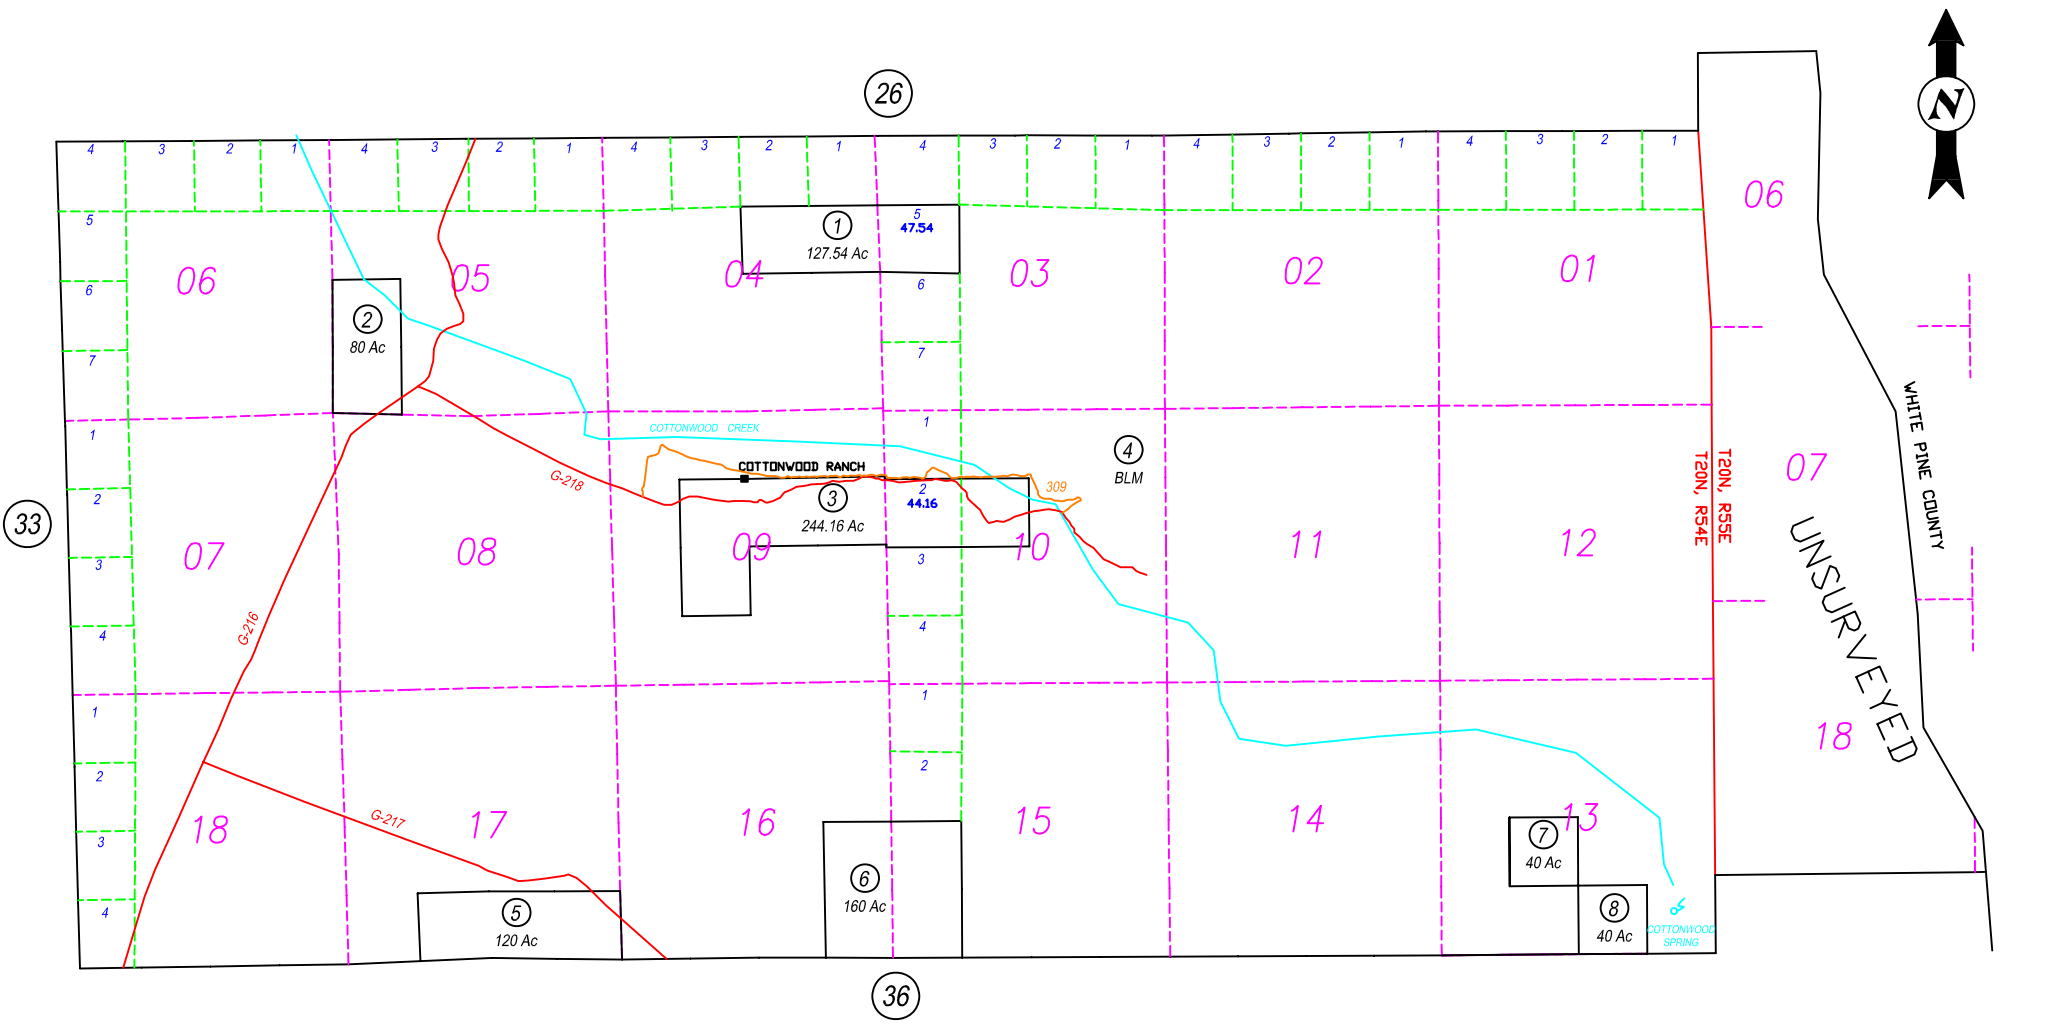 26
N
4 3 2 1 4 3 2 1 4 3 2 1 4 3 2 1 4 3 2 1 4 3 2 1
06
5
5
47.54
1
127.54 Ac
06 05 04 03 02 01
6
6
2
80 Ac
7
7
WHITE PINE COUNTY
1
1
COTTONWOOD CREEK
4
BLM
T20N, R54E
T20N, R55E
07
COTTONWOOD RANCH
G-218
309
2
2
44.16
3
244.16 Ac
33
07 08 09 10 11 12
UNSURVEYED
3
3
4
4
G-216
1
1
18
2
2
G-217
18 17 16 15 14 13
3
7
40 Ac
4
5
120 Ac
6
160 Ac
8
40 Ac
COTTONWOOD
SPRING
36